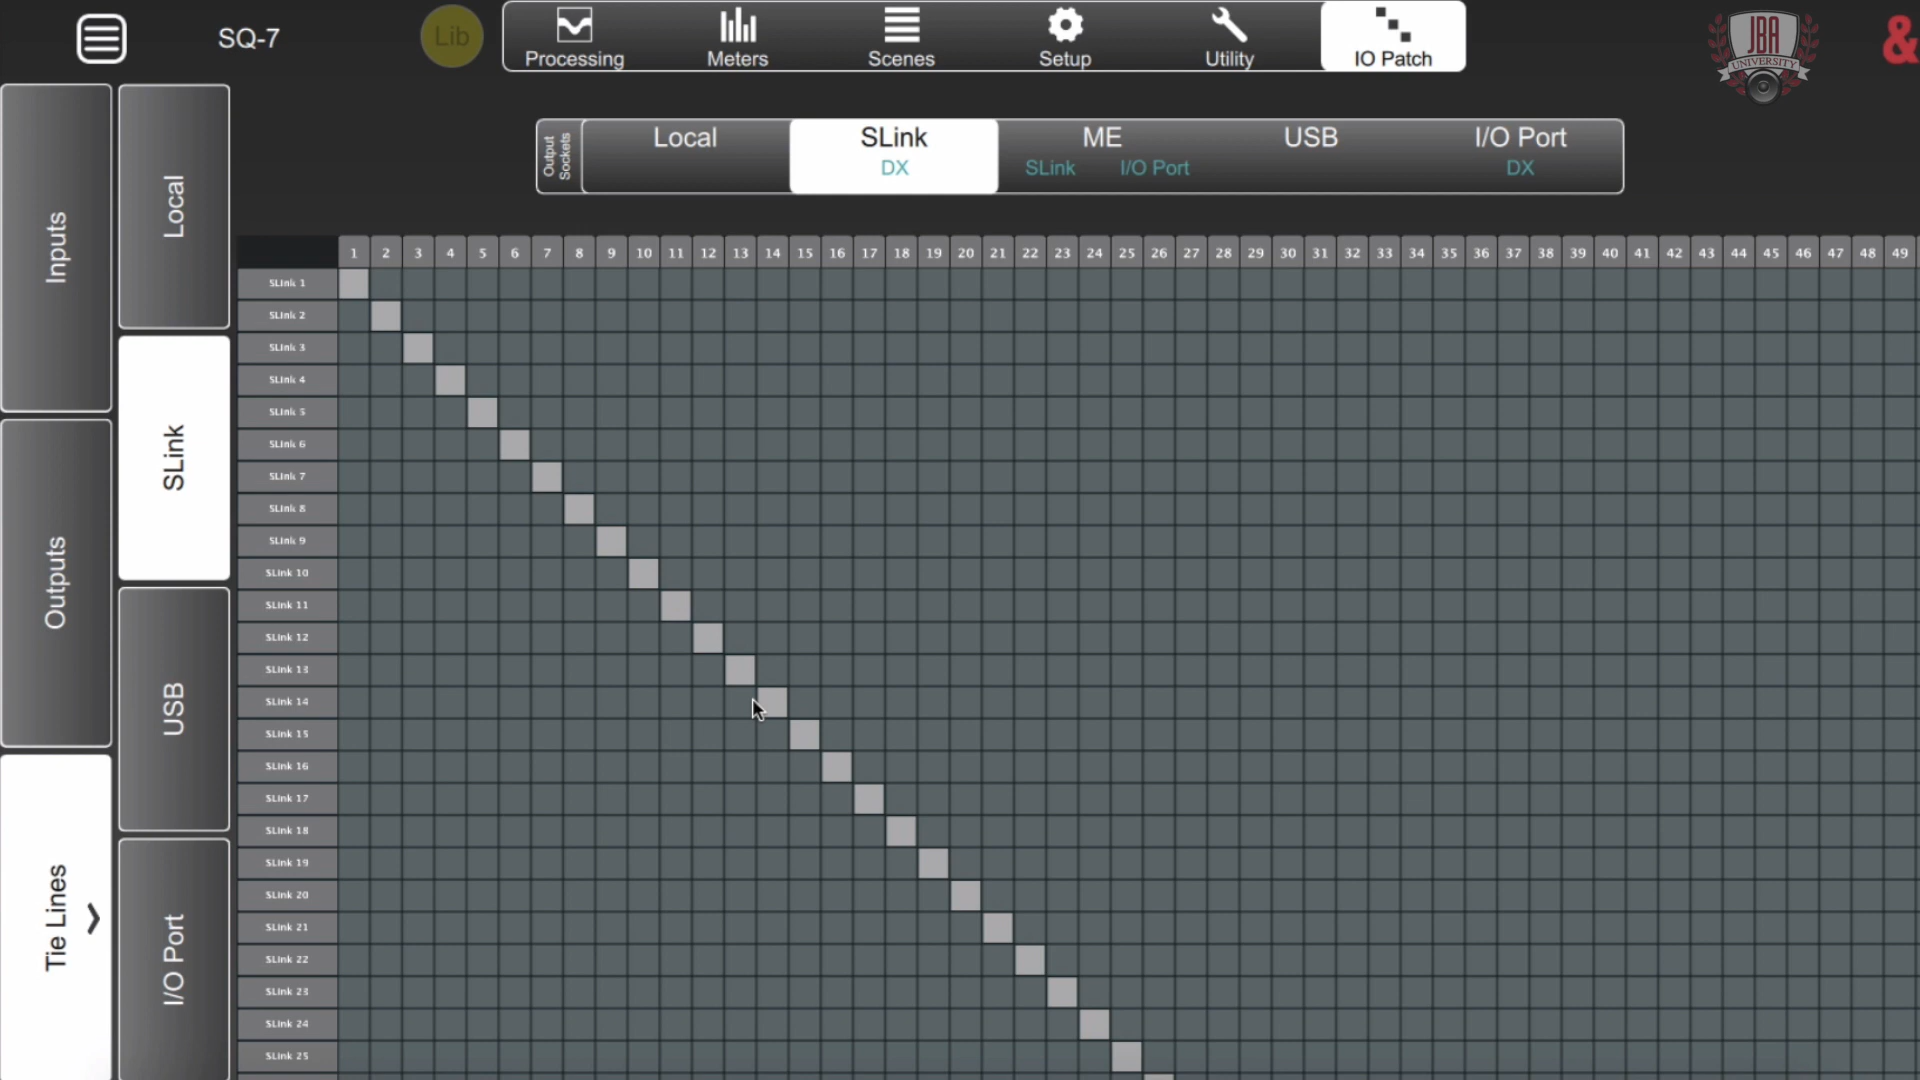 SQ-7
Lib
Processing
Meters
Scenes
Setup
Utility
IO Patch
JBA
UNIVERSITY
&
Output
Sockets
Local
SLink
DX
ME
SLink I/O Port
USB
I/O Port
DX
Inputs
Outputs
Tie Lines
Local
SLink
USB
I/O Port
1 2 3 4 5 6 7 8 9 10 11 12 13 14 15 16 17 18 19 20 21 22 23 24 25 26 27 28 29 30 31 32 33 34 35 36 37 38 39 40 41 42 43 44 45 46 47 48 49
SLink 1
SLink 2
SLink 3
SLink 4
SLink 5
SLink 6
SLink 7
SLink 8
SLink 9
SLink 10
SLink 11
SLink 12
SLink 13
SLink 14
SLink 15
SLink 16
SLink 17
SLink 18
SLink 19
SLink 20
SLink 21
SLink 22
SLink 23
SLink 24
SLink 25